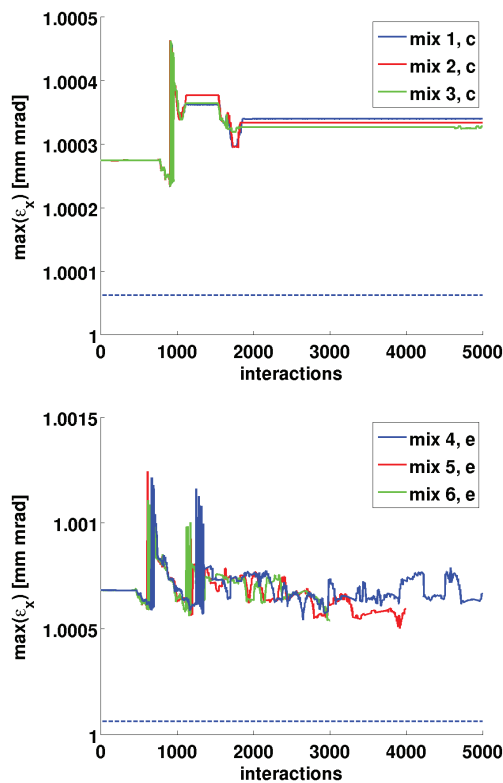 1.0005
1.0004
1.0003
1.0002
1.0001
1
max(εx) [mm mrad]
mix 1, c
mix 2, c
mix 3, c
0 1000 2000 3000 4000 5000
interactions
1.0015
1.001
1.0005
1
max(εx) [mm mrad]
mix 4, e
mix 5, e
mix 6, e
0 1000 2000 3000 4000 5000
interactions